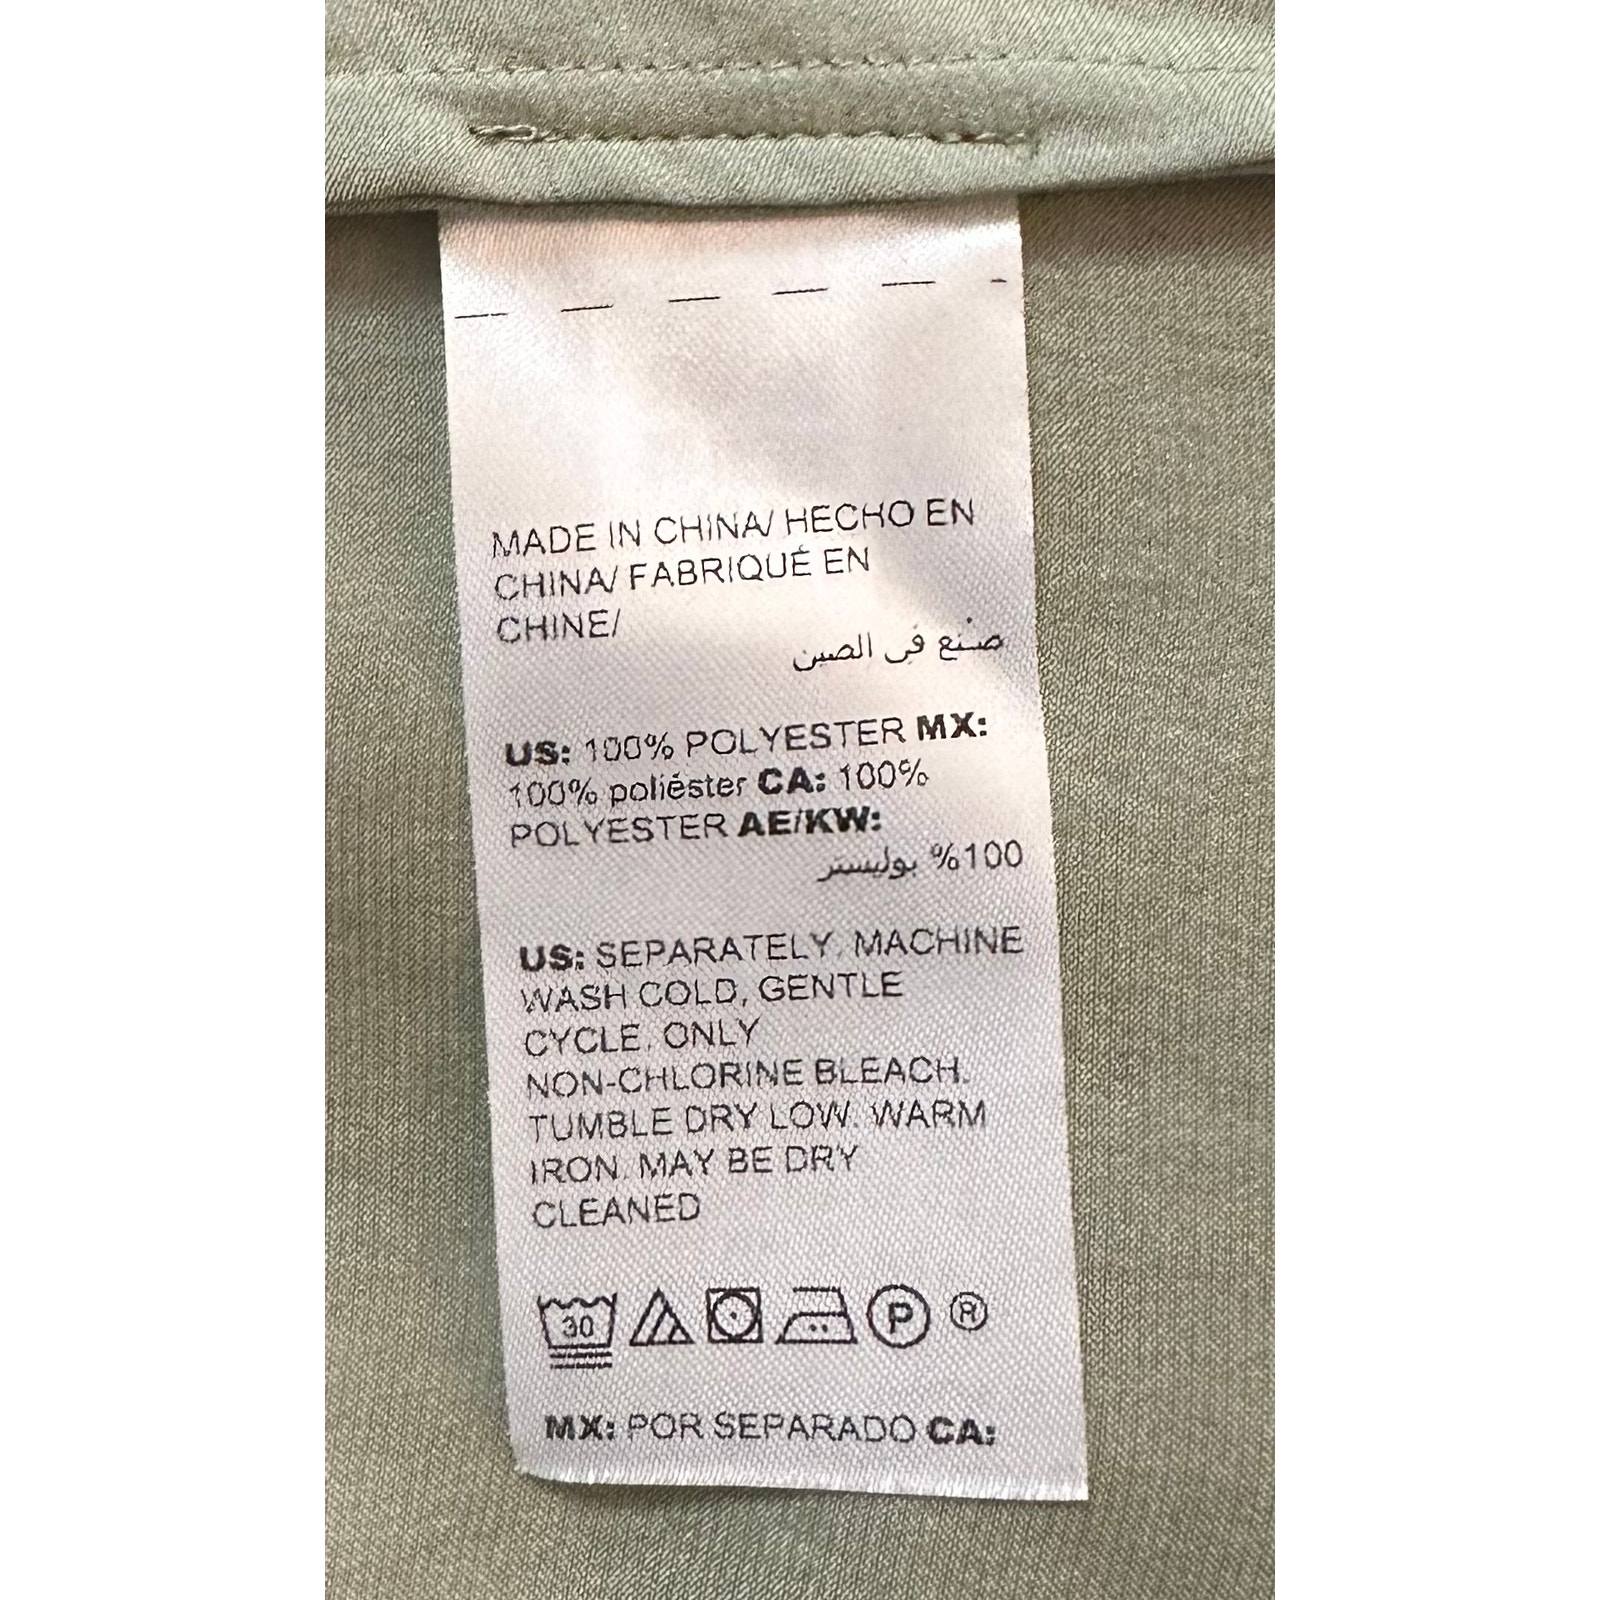 MADE IN CHINA/ HECHO EN
CHINA/ FABRIQUÉ EN
CHINE/
صنع في الصين
US: 100% POLYESTER MX:
100% poliéster CA: 100%
POLYESTER AE/KW:
100% بوليستر
US: SEPARATELY. MACHINE
WASH COLD, GENTLE
CYCLE. ONLY
NON-CHLORINE BLEACH.
TUMBLE DRY LOW. WARM
IRON. MAY BE DRY
CLEANED
30 P ®
MX: POR SEPARADO CA: